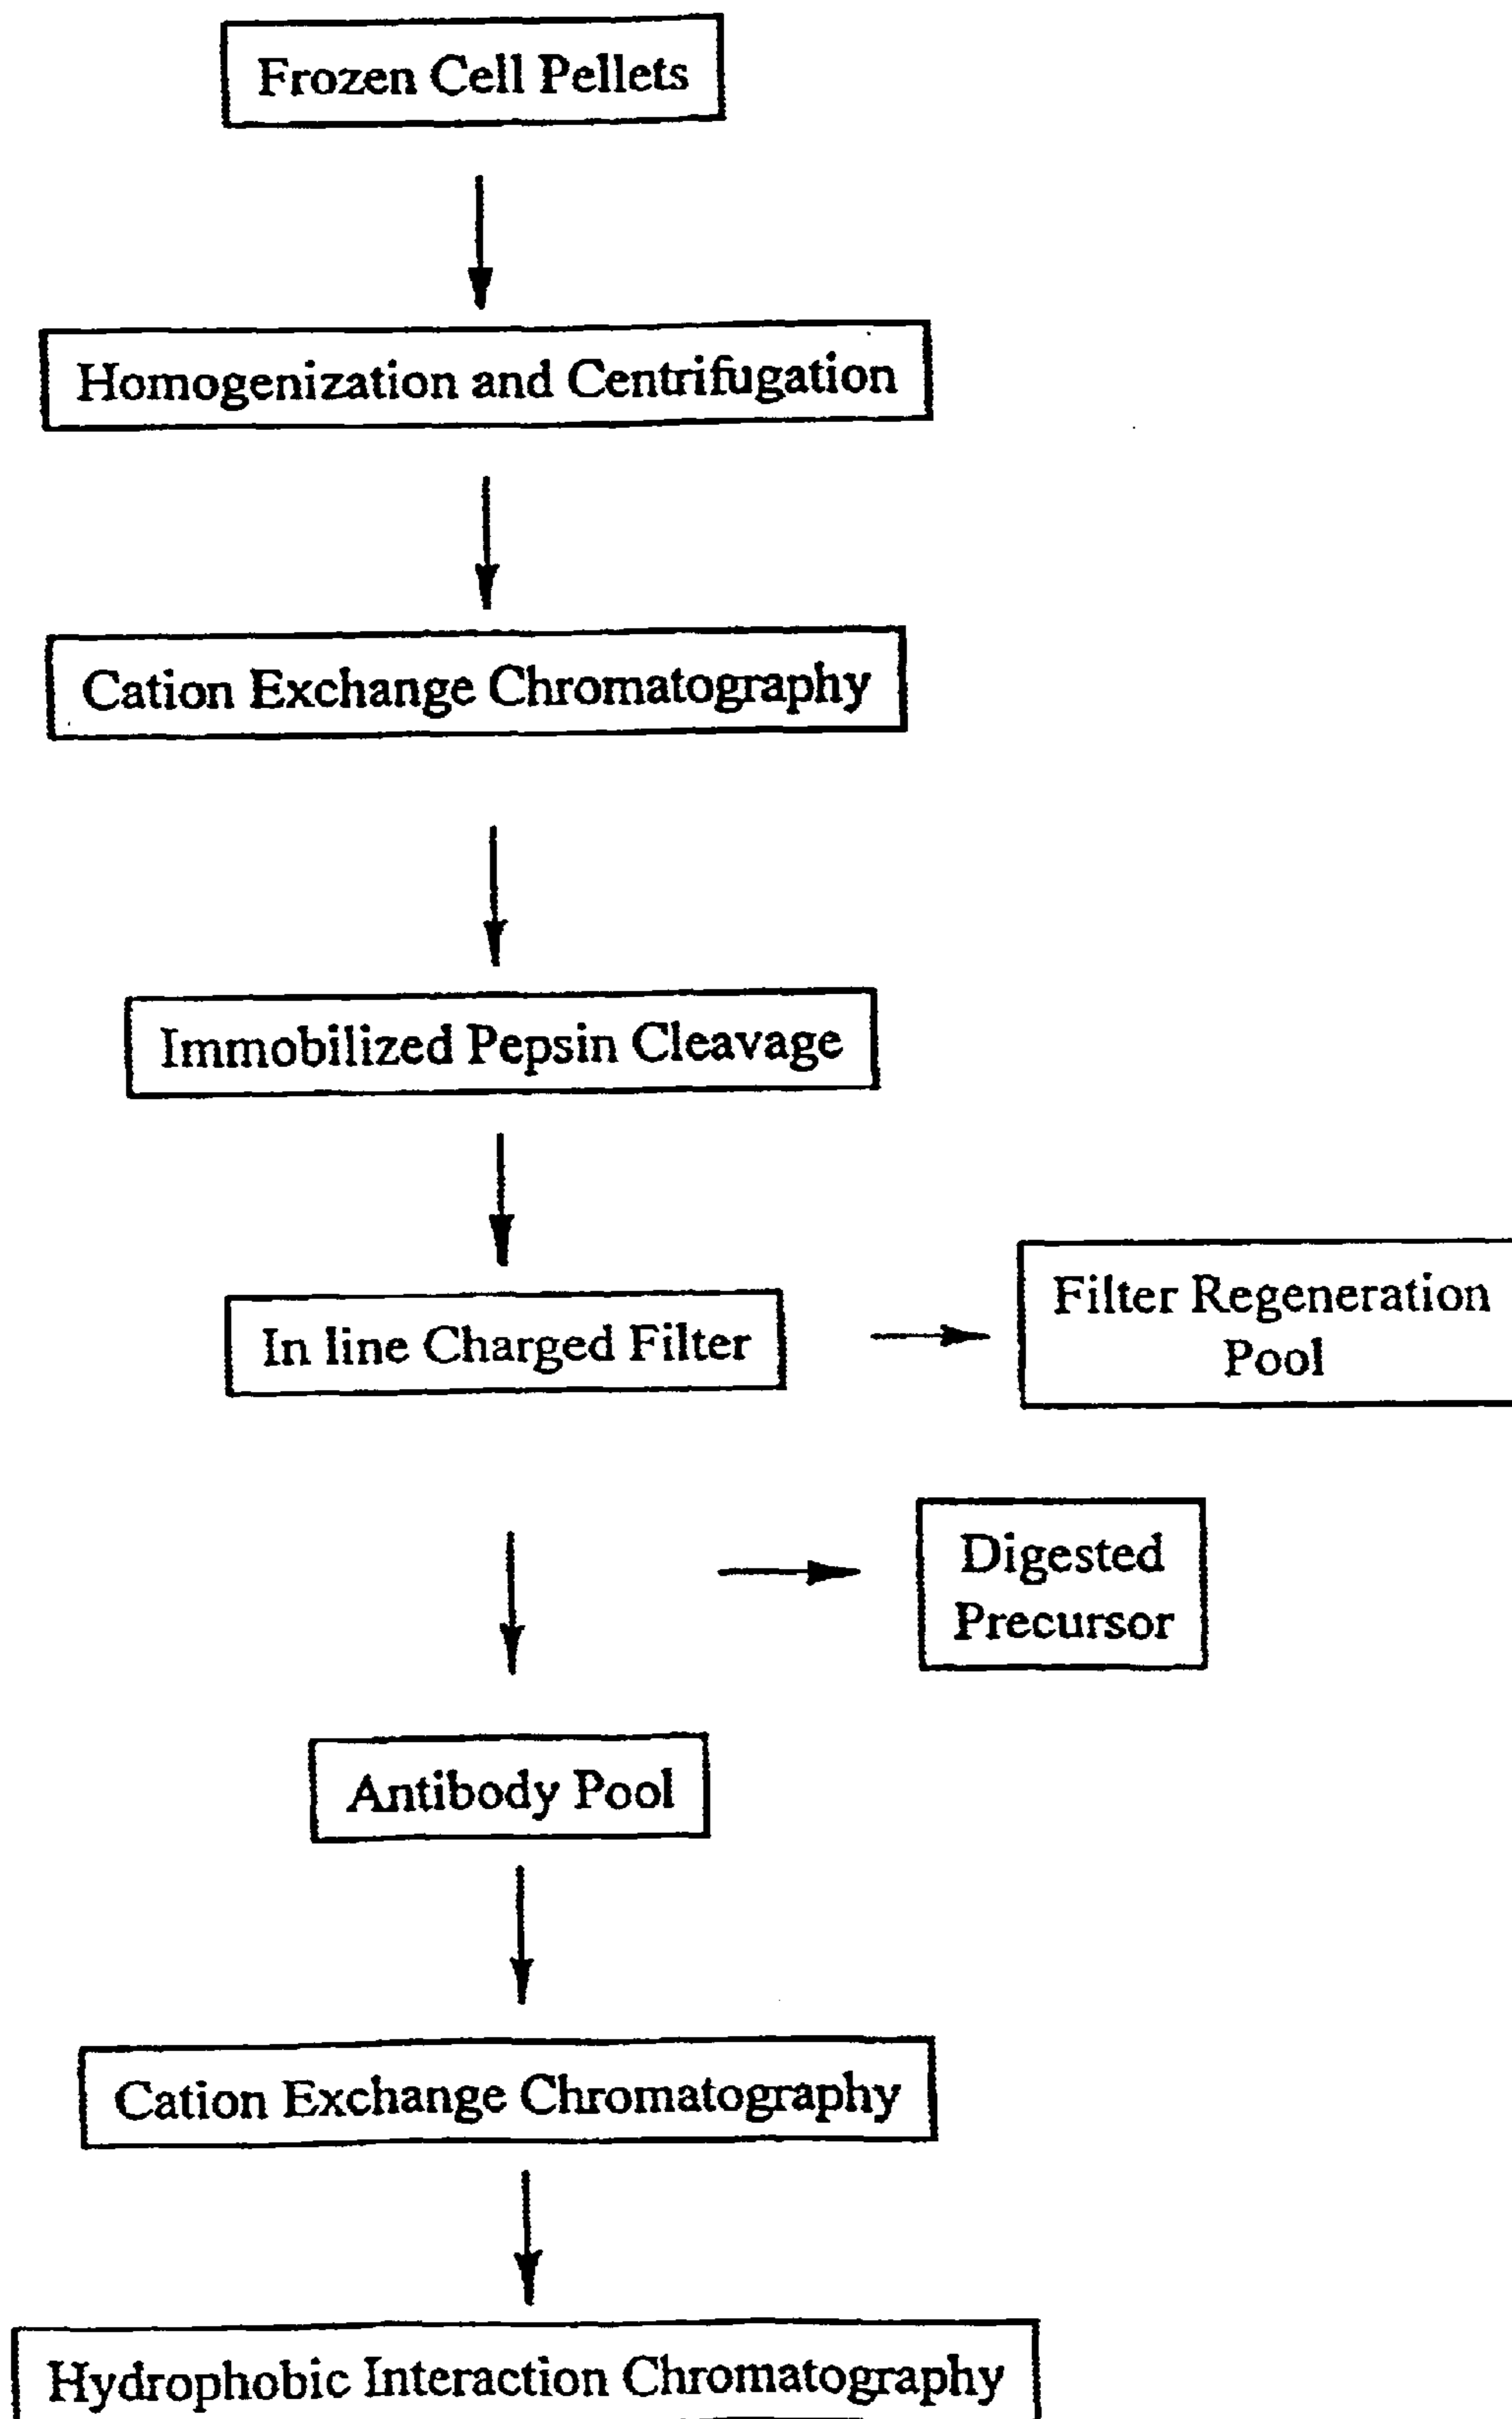 Frozen Cell Pellets
Homogenization and Centrifugation
Cation Exchange Chromatography
Immobilized Pepsin Cleavage
In line Charged Filter
Filter Regeneration
Pool
Digested
Precursor
Antibody Pool
Cation Exchange Chromatography
Hydrophobic Interaction Chromatography